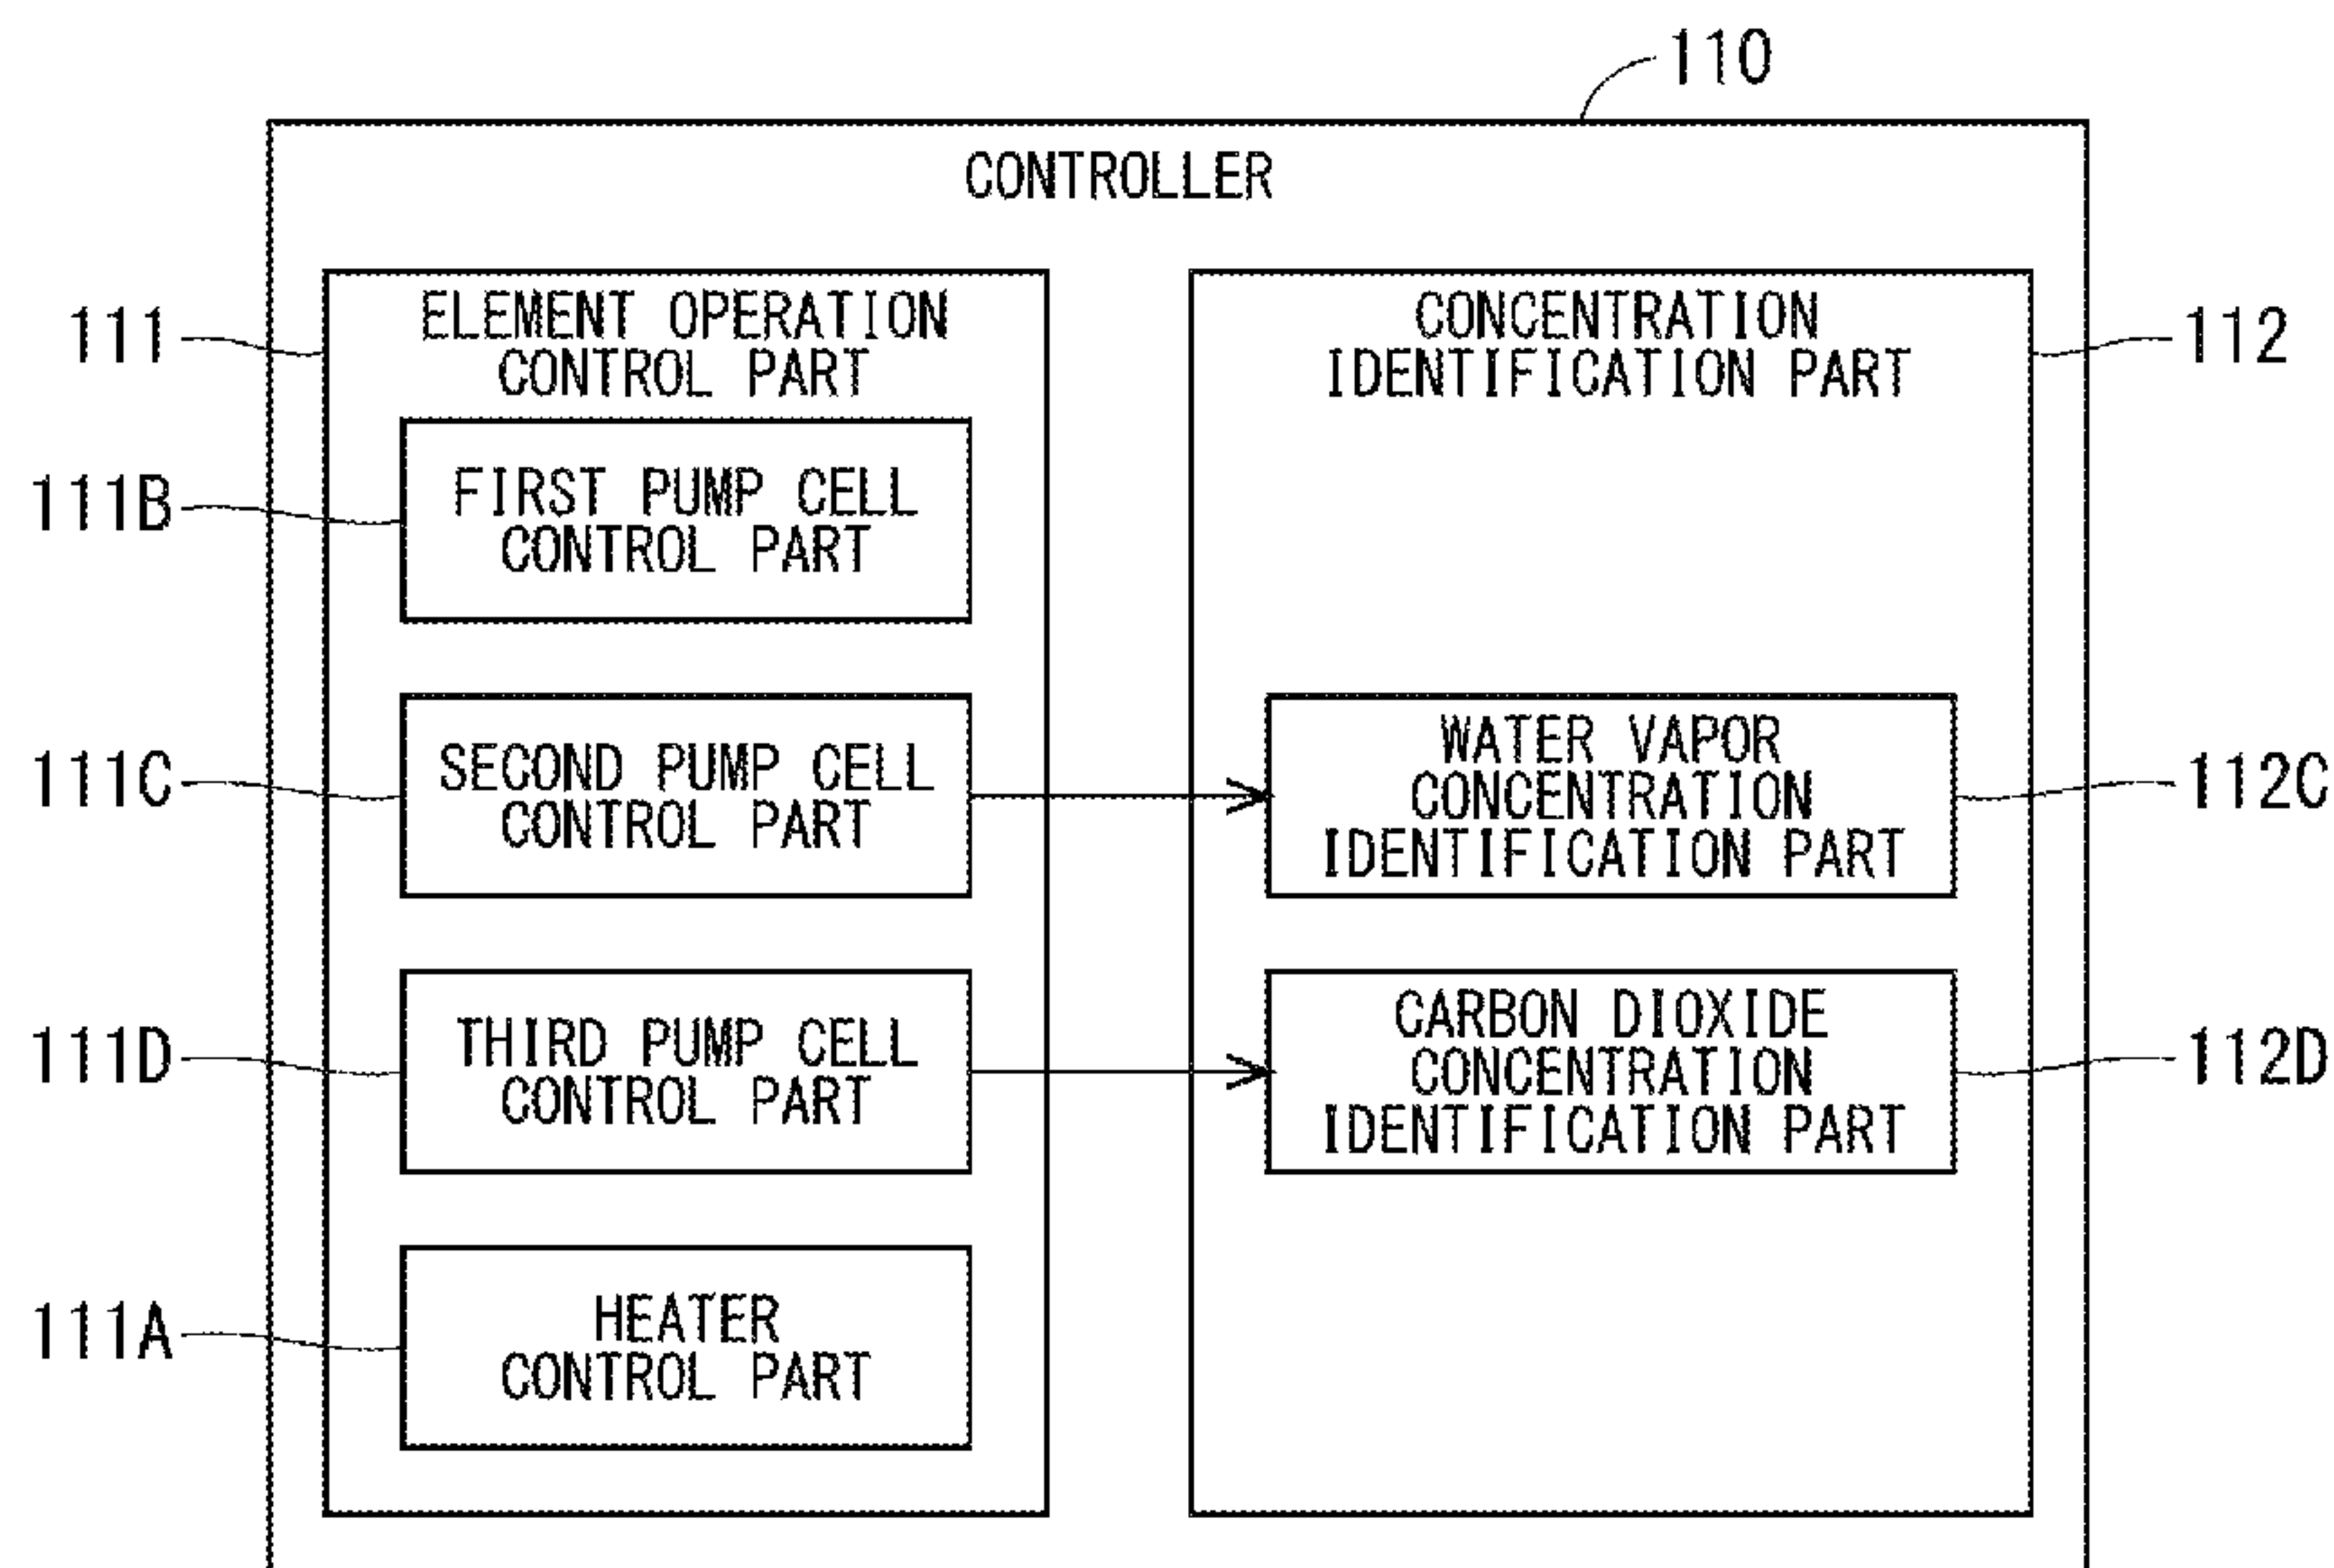 110
CONTROLLER
111
ELEMENT OPERATION
CONTROL PART
CONCENTRATION
IDENTIFICATION PART
112
111B
FIRST PUMP CELL
CONTROL PART
111C
SECOND PUMP CELL
CONTROL PART
WATER VAPOR
CONCENTRATION
IDENTIFICATION PART
112C
111D
THIRD PUMP CELL
CONTROL PART
CARBON DIOXIDE
CONCENTRATION
IDENTIFICATION PART
112D
111A
HEATER
CONTROL PART